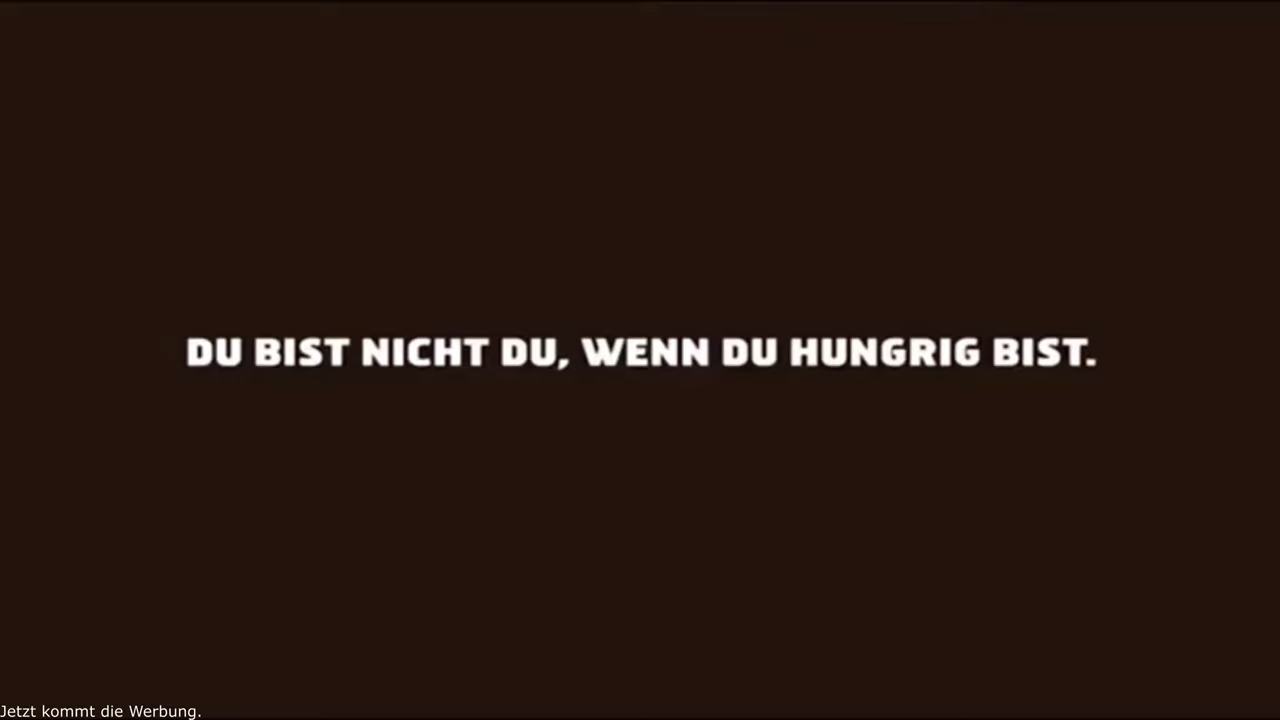 DU BIST NICHT DU, WENN DU HUNGRIG BIST.
Jetzt kommt die Werbung.